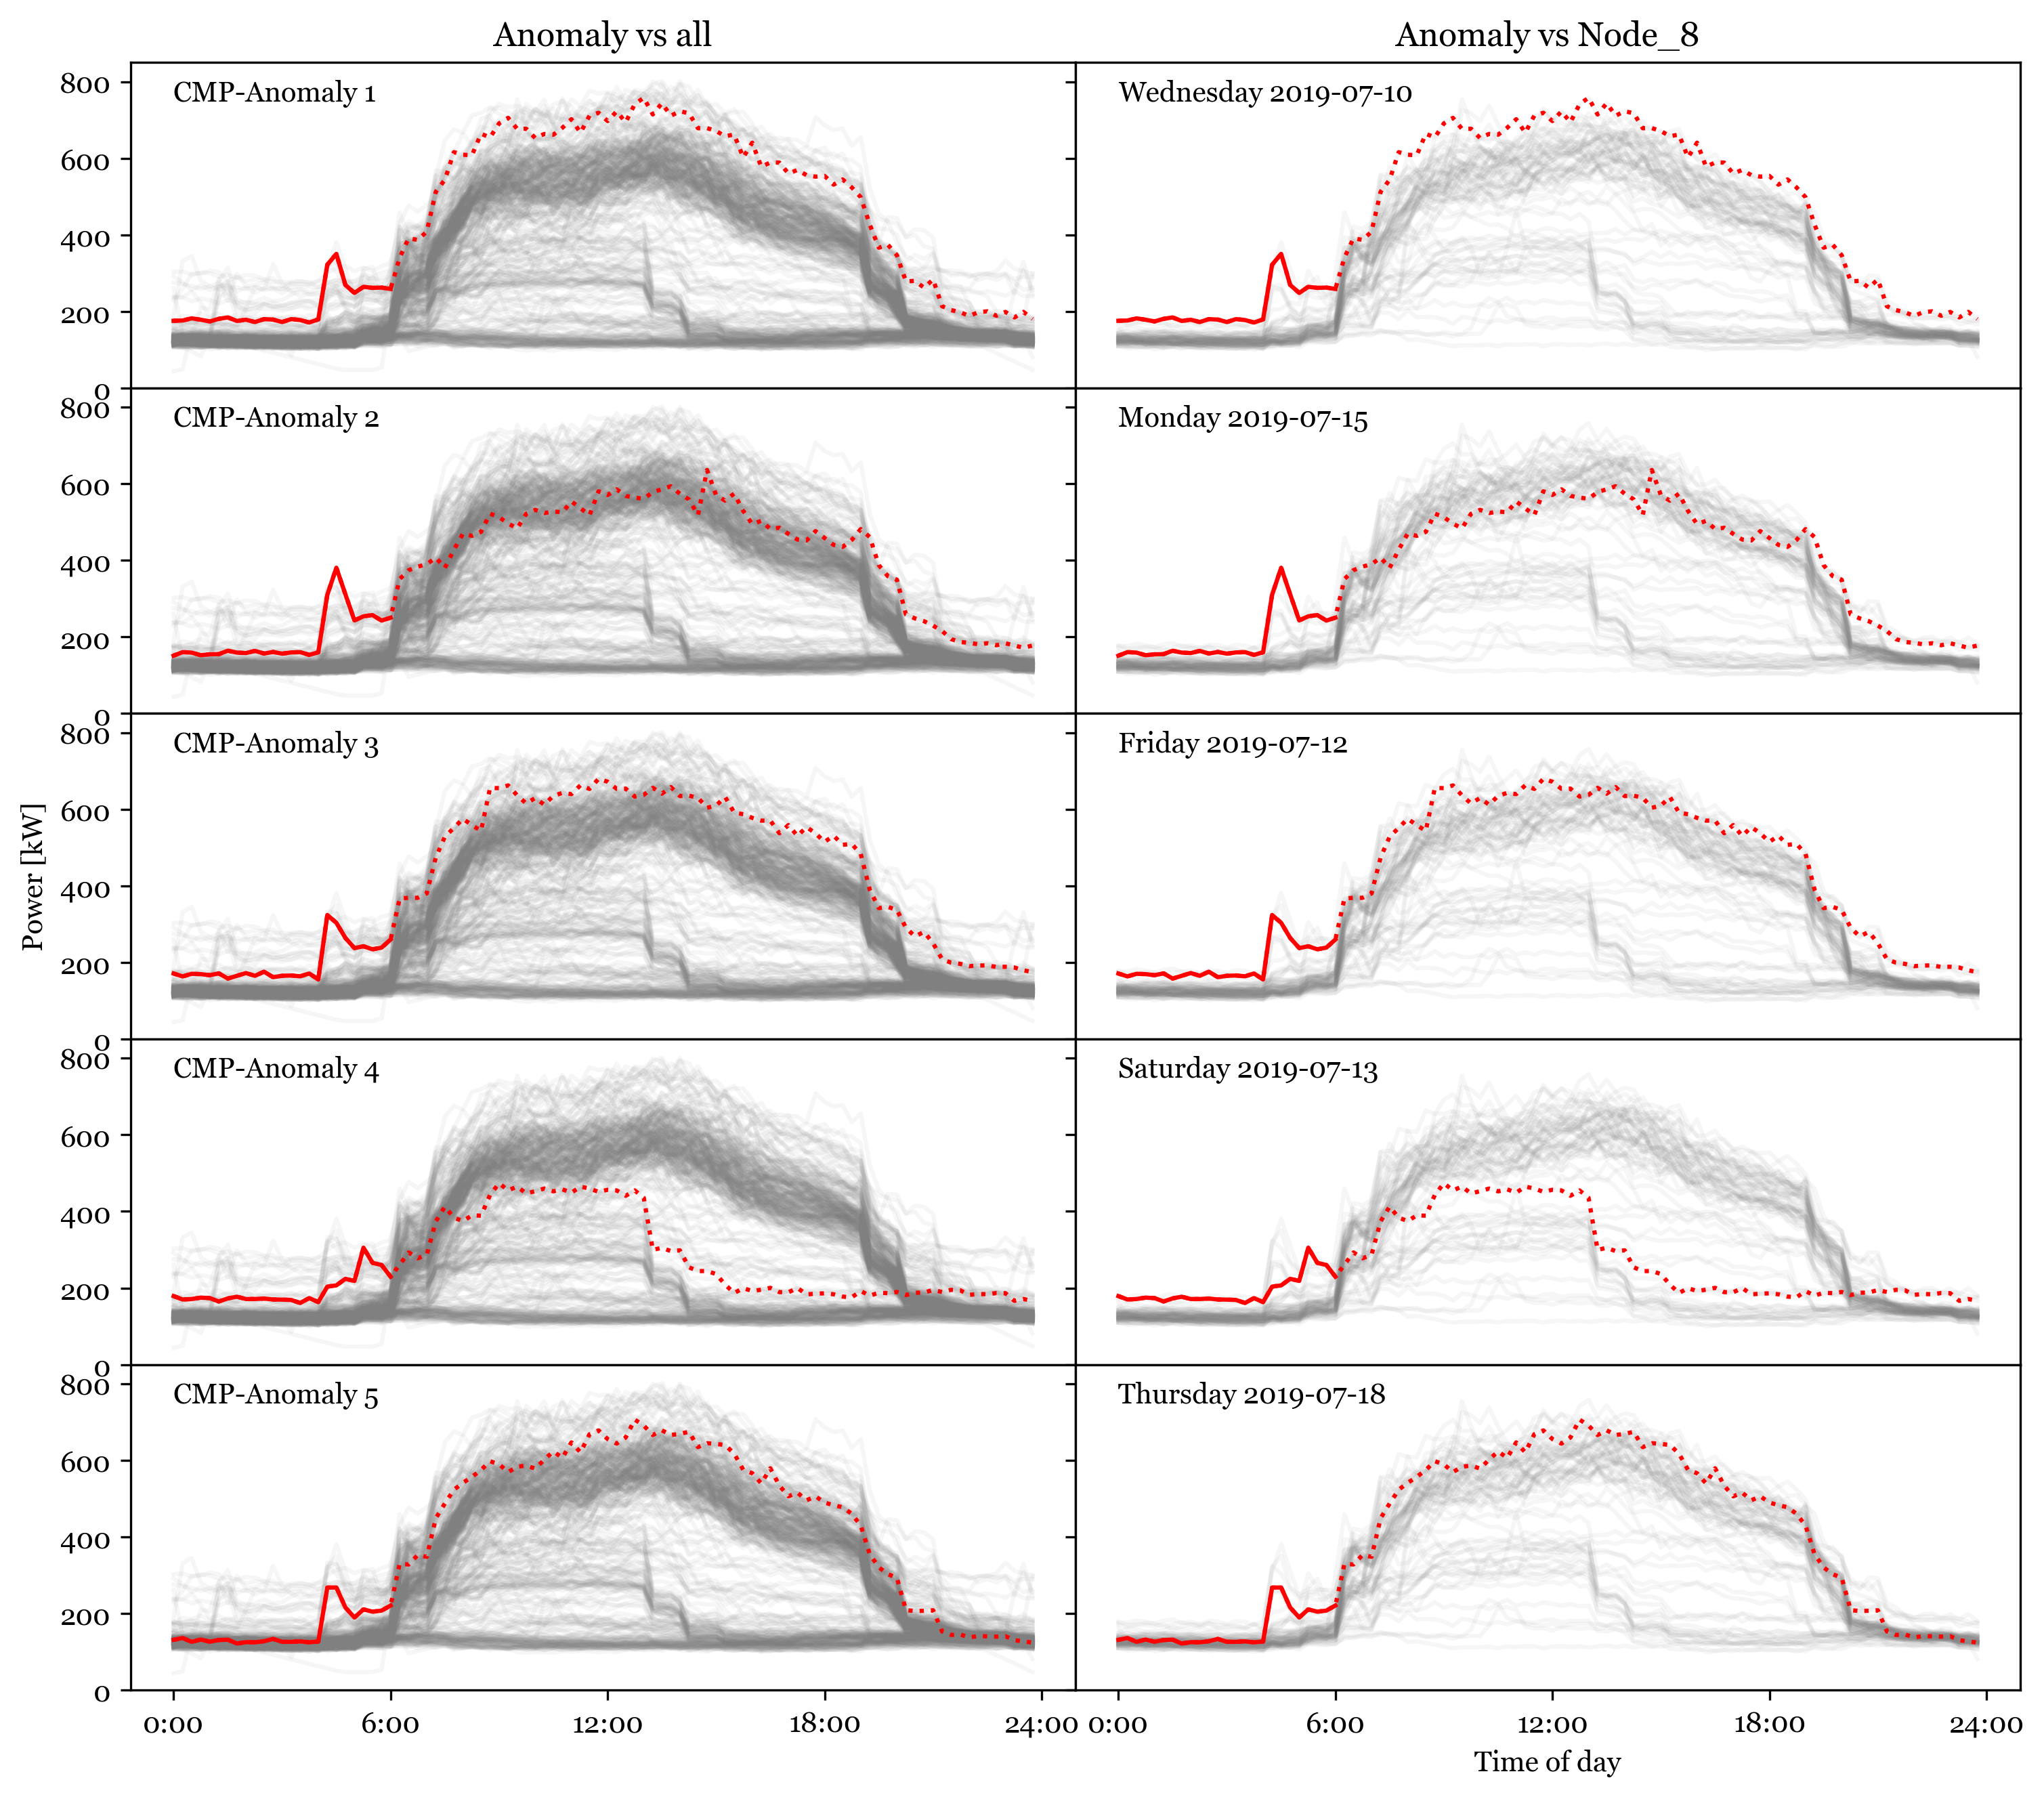 Anomaly vs all
Anomaly vs Node_8
800
600
400
200
0
CMP-Anomaly 1
Wednesday 2019-07-10
800
600
400
200
0
CMP-Anomaly 2
Monday 2019-07-15
800
600
400
200
0
CMP-Anomaly 3
Friday 2019-07-12
Power [kW]
800
600
400
200
0
CMP-Anomaly 4
Saturday 2019-07-13
800
600
400
200
0
CMP-Anomaly 5
Thursday 2019-07-18
0:00 6:00 12:00 18:00 24:00
0:00 6:00 12:00 18:00 24:00
Time of day